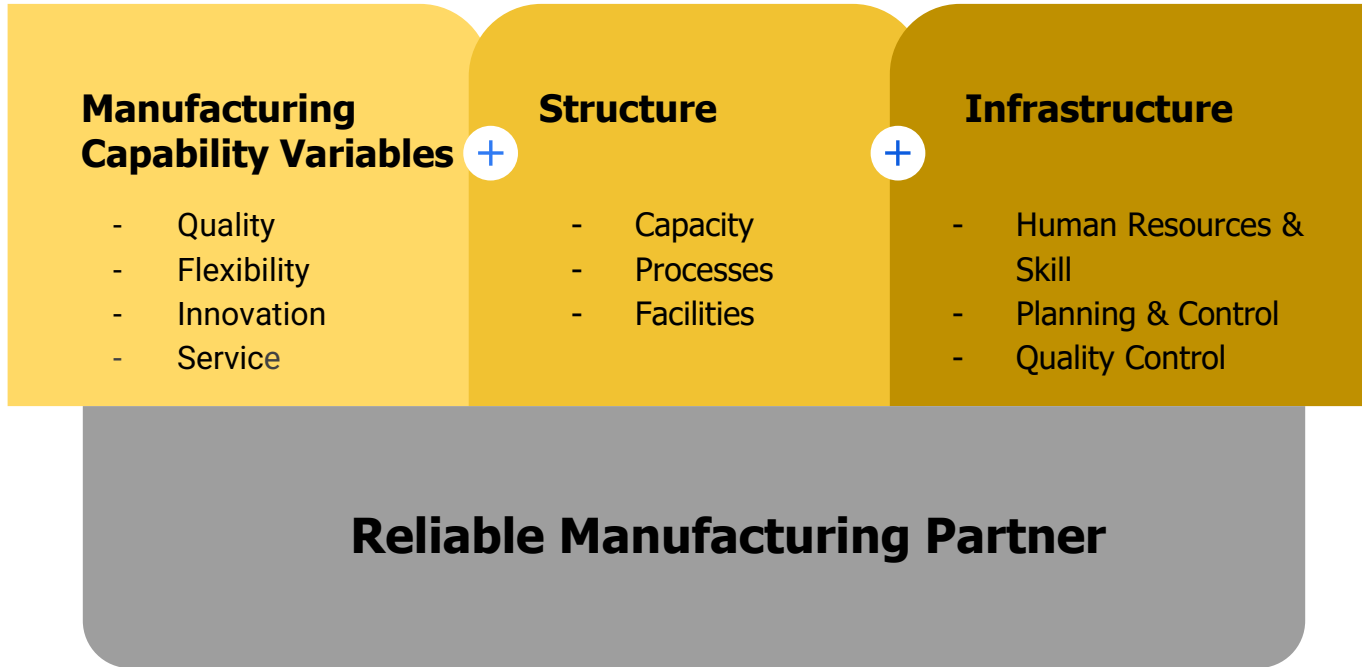 Manufacturing
Capability Variables
- Quality
- Flexibility
- Innovation
- Service
+
Structure
- Capacity
- Processes
- Facilities
+
Infrastructure
- Human Resources &
Skill
- Planning & Control
- Quality Control
Reliable Manufacturing Partner